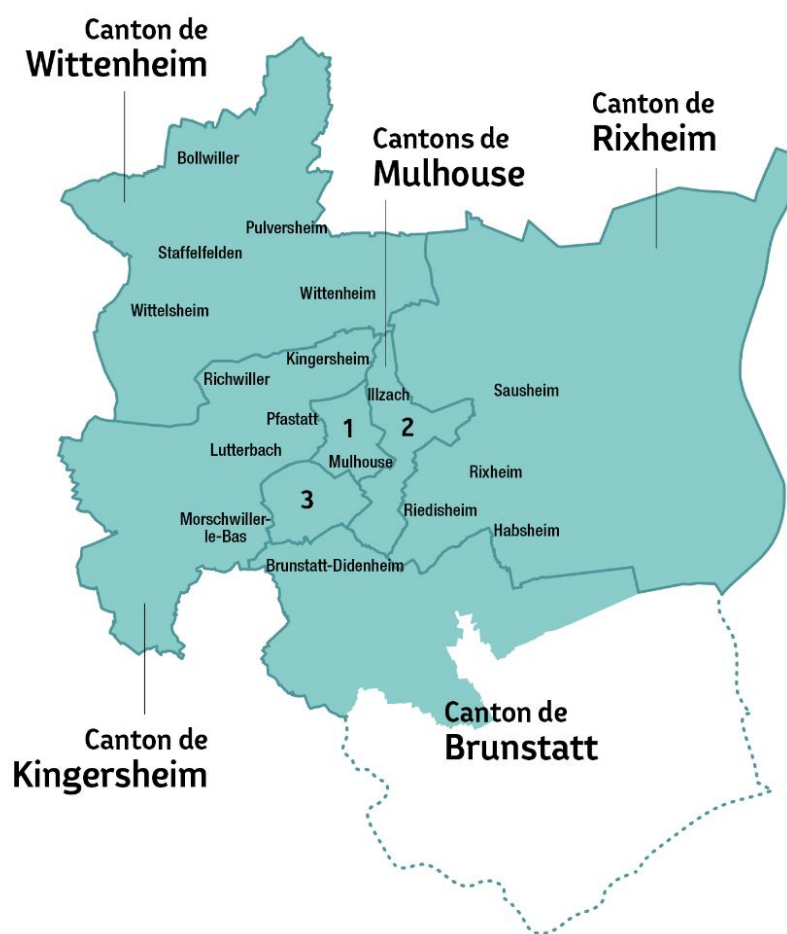 Canton de
Wittenheim
Cantons de
Mulhouse
Canton de
Rixheim
Bollwiller
Pulversheim
Staffelfelden
Wittenheim
Wittelsheim
Kingersheim
Richwiller
Illzach
Sausheim
Pfastatt
1
2
Lutterbach
Mulhouse
Rixheim
3
Riedisheim
Morschwiller-
le-Bas
Habsheim
Brunstatt-Didenheim
Canton de
Brunstatt
Canton de
Kingersheim